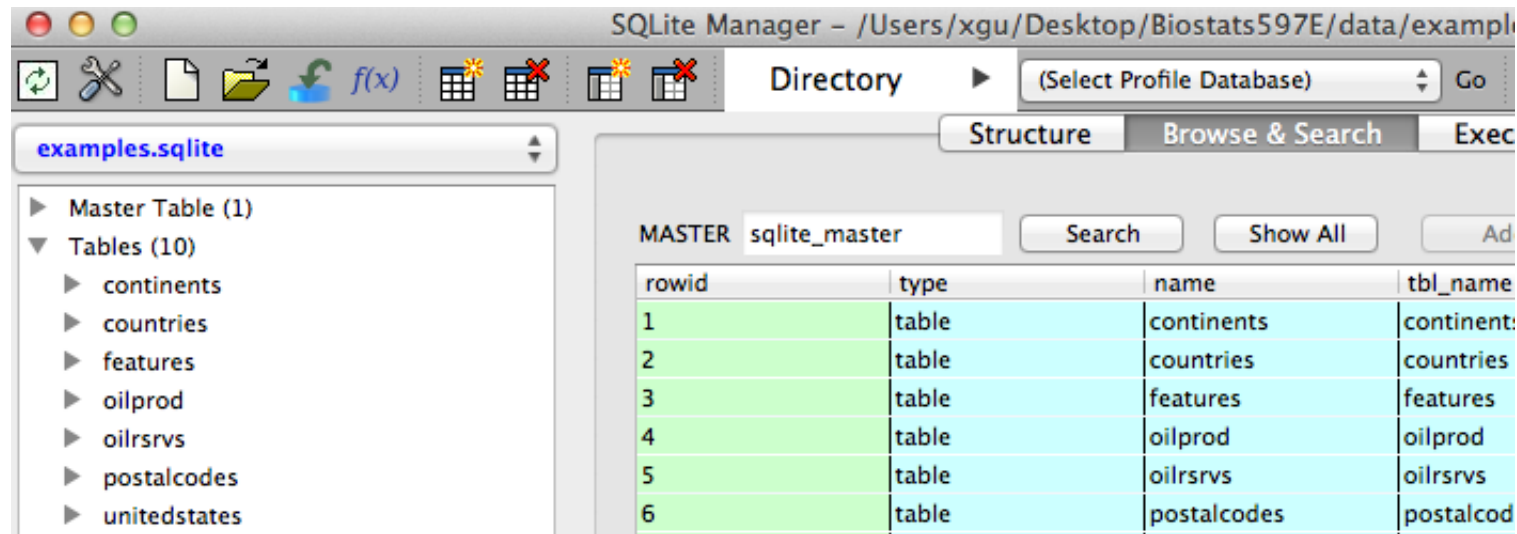 SQLite Manager – /Users/xgu/Desktop/Biostats597E/data/exampl
f(x) Directory (Select Profile Database) Go
examples.sqlite
Structure Browse & Search Exec
Master Table (1)
Tables (10)
continents
countries
features
oilprod
oilrsrvs
postalcodes
unitedstates
MASTER sqlite_master Search Show All Ad
rowid type name tbl_name
1 table continents continents
2 table countries countries
3 table features features
4 table oilprod oilprod
5 table oilrsrvs oilrsrvs
6 table postalcodes postalcod